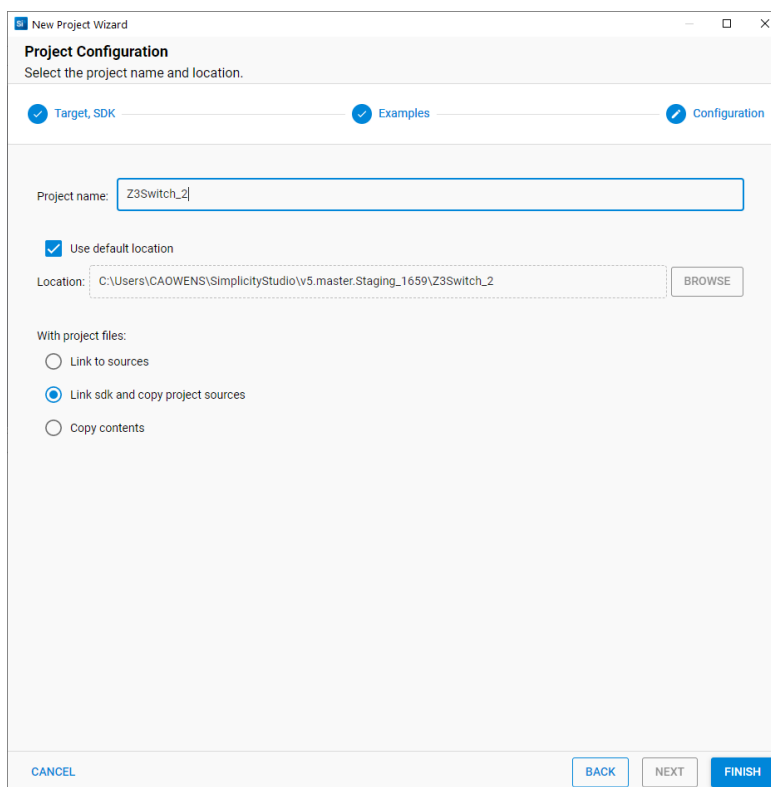 Si New Project Wizard
Project Configuration
Select the project name and location.
Target, SDK Examples Configuration
Project name: Z3Switch_2
Use default location
Location: C:\Users\CAOWENS\SimplicityStudio\v5.master.Staging_1659\Z3Switch_2 BROWSE
With project files:
Link to sources
Link sdk and copy project sources
Copy contents
CANCEL BACK NEXT FINISH